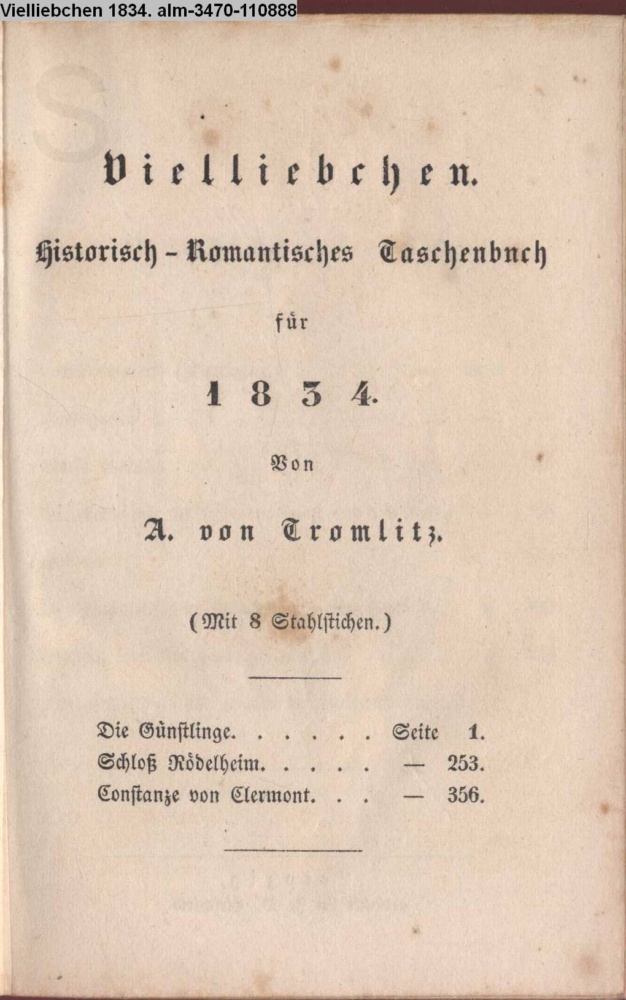 Vielliebchen 1834. alm-3470-110888
Vielliebchen.
Historisch-Romantisches Taschenbuch
für
1834.
Von
A. von Tromlitz.
(Mit 8 Stahlstichen.)
Die Günstlinge. . . . . . Seite 1.
Schloß Rödelheim. . . . . — 253.
Constanze von Clermont. . . — 356.